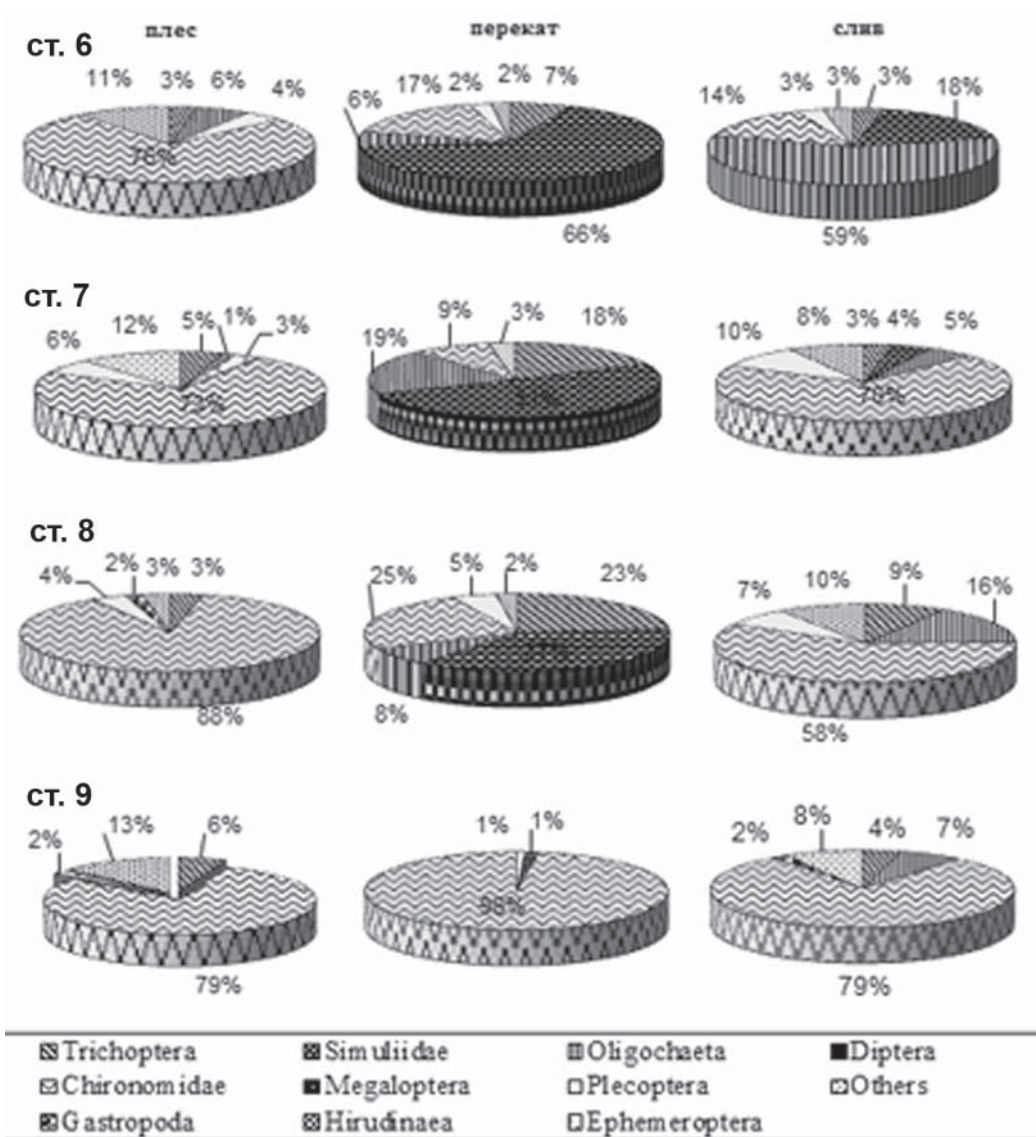 плес перекат слив
ст. 6
11% 3% 6% 4% 76%
6% 17% 2% 2% 7% 66%
14% 3% 3% 3% 18% 59%
ст. 7
6% 12% 5% 1% 3% 73%
19% 9% 3% 18%
10% 8% 3% 4% 5% 70%
ст. 8
4% 2% 3% 3% 88%
25% 5% 2% 23% 8%
7% 10% 9% 16% 58%
ст. 9
2% 13% 6% 79%
1% 1% 98%
2% 8% 4% 7% 79%
Trichoptera Simuliidae Oligochaeta Diptera
Chironomidae Megaloptera Plecoptera Others
Gastropoda Hirudinaea Ephemeroptera